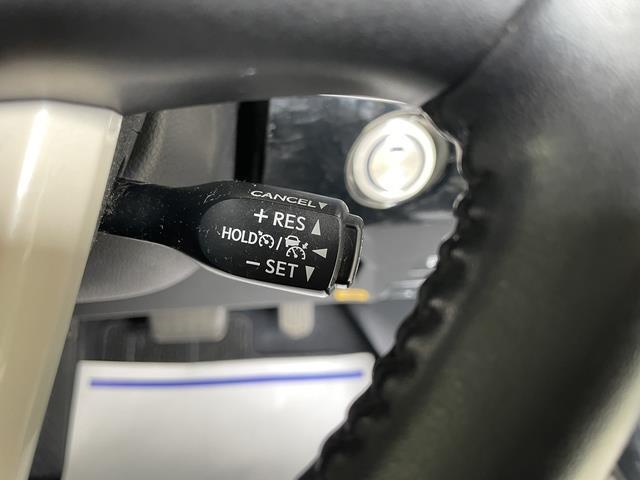 CANCEL▼
+ RES ▲
HOLD / ◀
− SET ▼